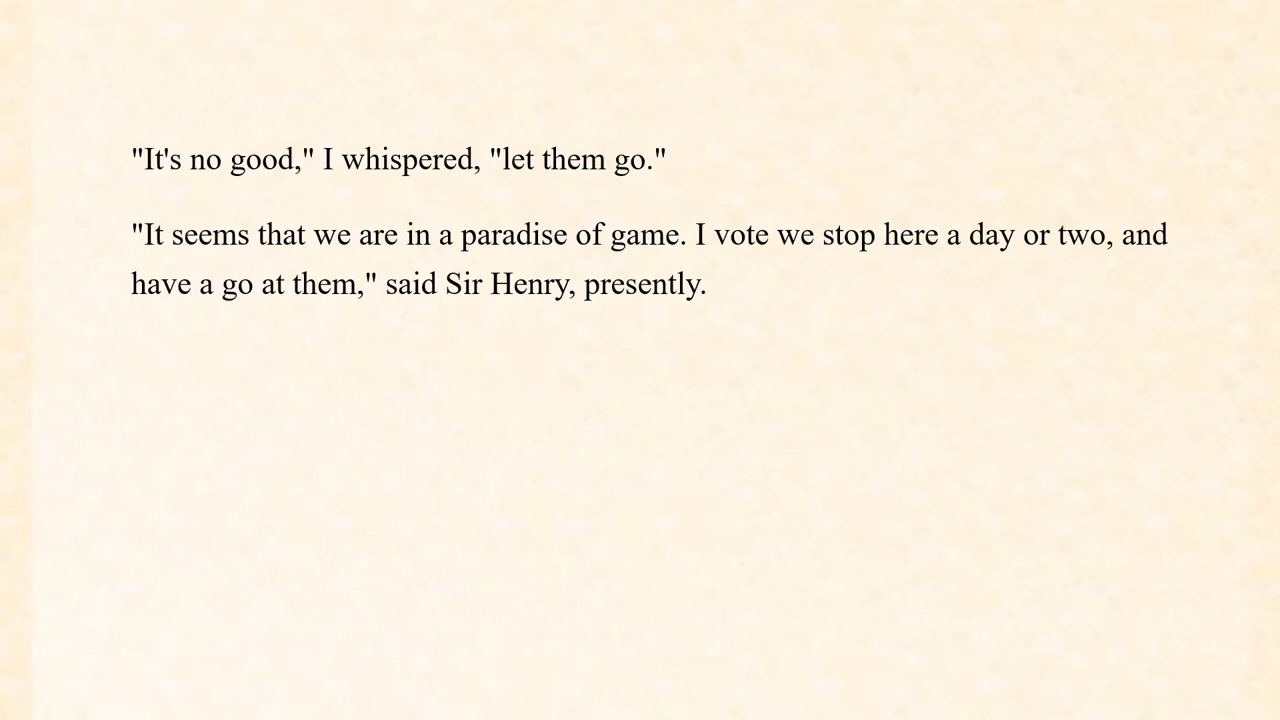 "It's no good," I whispered, "let them go."
"It seems that we are in a paradise of game. I vote we stop here a day or two, and
have a go at them," said Sir Henry, presently.